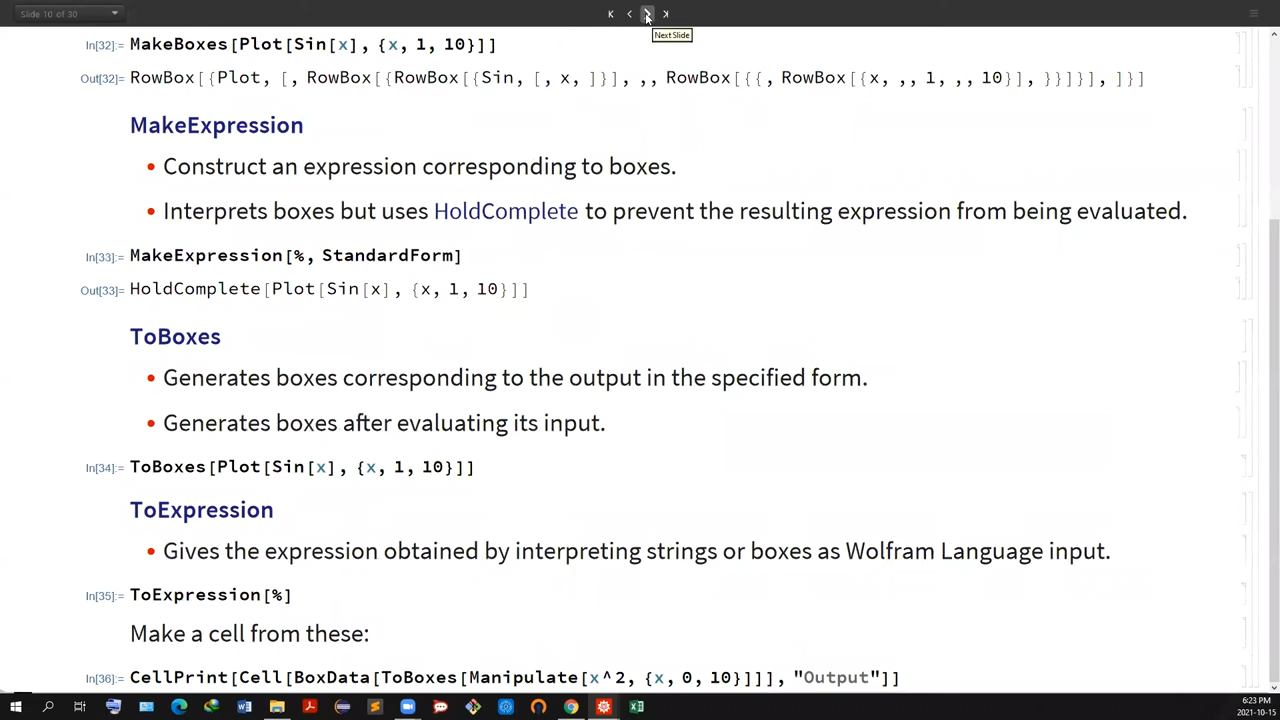 Slide 10 of 30
Next Slide
In[32]:= MakeBoxes[Plot[Sin[x], {x, 1, 10}]]
Out[32]= RowBox[{Plot, [, RowBox[{RowBox[{Sin, [, x, ]}], ,, RowBox[{{, RowBox[{x, ,, 1, ,, 10}], }}]}], ]}]
MakeExpression
• Construct an expression corresponding to boxes.
• Interprets boxes but uses HoldComplete to prevent the resulting expression from being evaluated.
In[33]:= MakeExpression[%, StandardForm]
Out[33]= HoldComplete[Plot[Sin[x], {x, 1, 10}]]
ToBoxes
• Generates boxes corresponding to the output in the specified form.
• Generates boxes after evaluating its input.
In[34]:= ToBoxes[Plot[Sin[x], {x, 1, 10}]]
ToExpression
• Gives the expression obtained by interpreting strings or boxes as Wolfram Language input.
In[35]:= ToExpression[%]
Make a cell from these:
In[36]:= CellPrint[Cell[BoxData[ToBoxes[Manipulate[x^2, {x, 0, 10}]]], "Output"]]
6:23 PM
2021-10-15